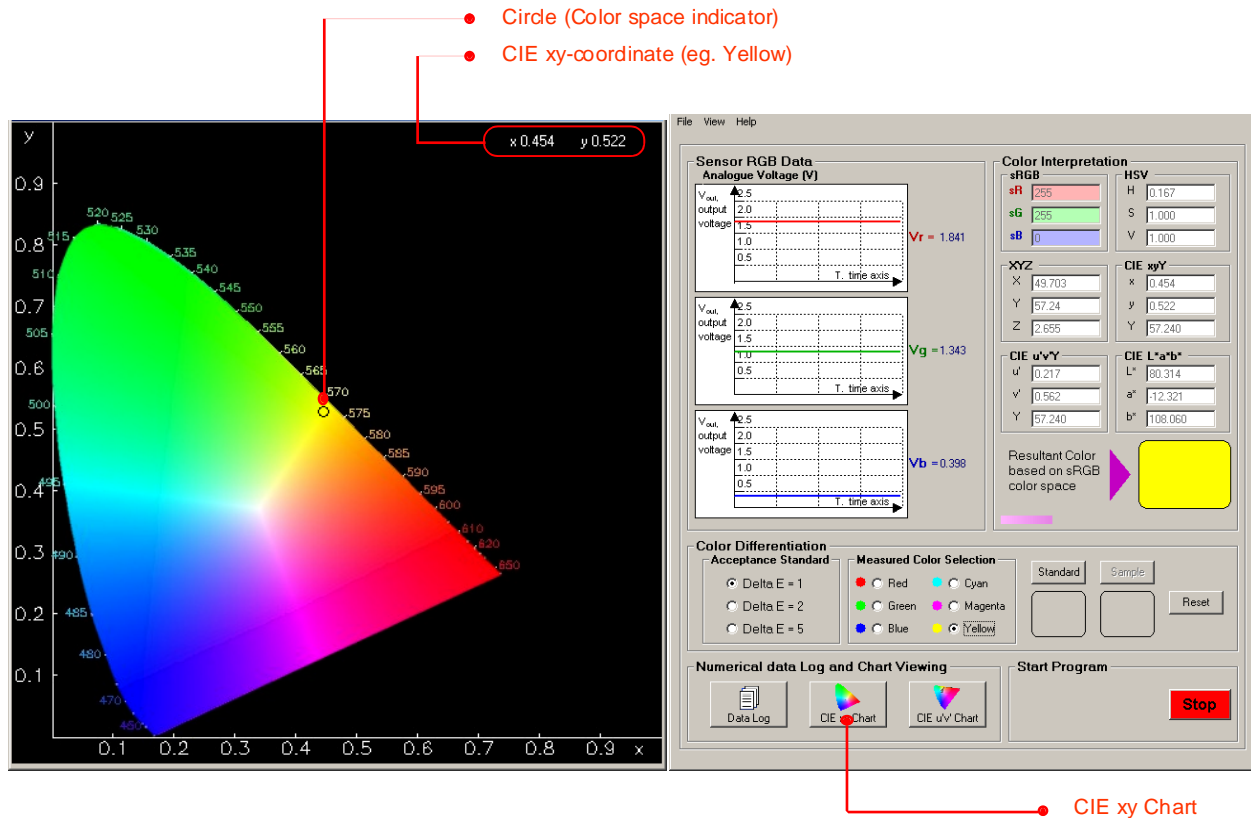 Circle (Color space indicator)
CIE xy-coordinate (eg. Yellow)
y
x 0.454 y 0.522
0.9
0.8
0.7
0.6
0.5
0.4
0.3
0.2
0.1
0.1 0.2 0.3 0.4 0.5 0.6 0.7 0.8 0.9 x
520
525
530
535
540
545
550
555
560
565
570
575
580
585
590
595
600
610
620
650
515
510
505
500
495
490
485
480
470
460
File View Help
Sensor RGB Data
Analogue Voltage (V)
Vout, output voltage
2.5
2.0
1.5
1.0
0.5
T. time axis
Vr = 1.841
Vout, output voltage
2.5
2.0
1.5
1.0
0.5
T. time axis
Vg =1.343
Vout, output voltage
2.5
2.0
1.5
1.0
0.5
T. time axis
Vb =0.398
Color Interpretation
sRGB
sR 255
sG 255
sB 0
HSV
H 0.167
S 1.000
V 1.000
XYZ
X 49.703
Y 57.24
Z 2.655
CIE xyY
x 0.454
y 0.522
Y 57.240
CIE u'v'Y
u' 0.217
v' 0.562
Y 57.240
CIE L*a*b*
L* 80.314
a* -12.321
b* 108.060
Resultant Color
based on sRGB
color space
Color Differentiation
Acceptance Standard
Delta E = 1
Delta E = 2
Delta E = 5
Measured Color Selection
Red
Cyan
Green
Magenta
Blue
Yellow
Standard
Sample
Reset
Numerical data Log and Chart Viewing
Data Log
CIE xy Chart
CIE u'v' Chart
Start Program
Stop
CIE xy Chart